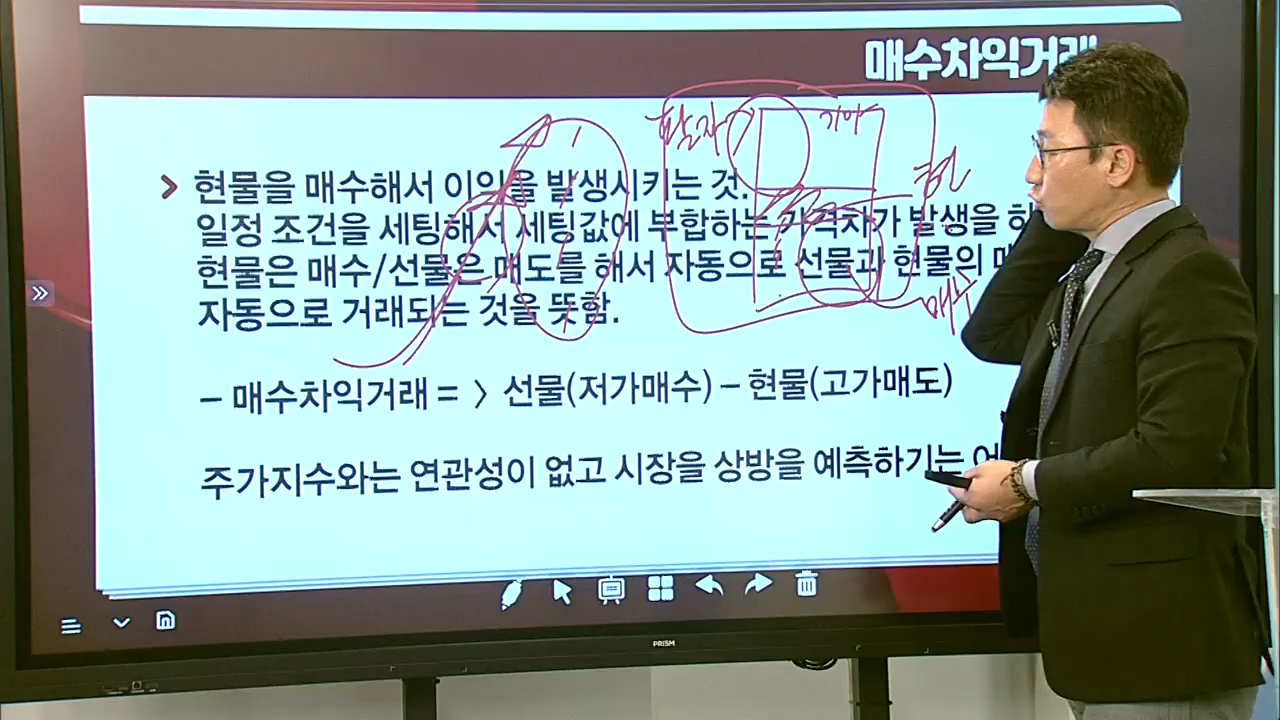 매수차익거래
현물을 매수해서 이익을 발생시키는 것.
일정 조건을 세팅해서 세팅값에 부합하는 가격차가 발생을 하
현물은 매수/선물은 매도를 해서 자동으로 선물과 현물의 매
자동으로 거래되는 것을 뜻함.
– 매수차익거래 = 〉 선물(저가매수) – 현물(고가매도)
주가지수와는 연관성이 없고 시장을 상방을 예측하기는 어
기아
매수
PRISM